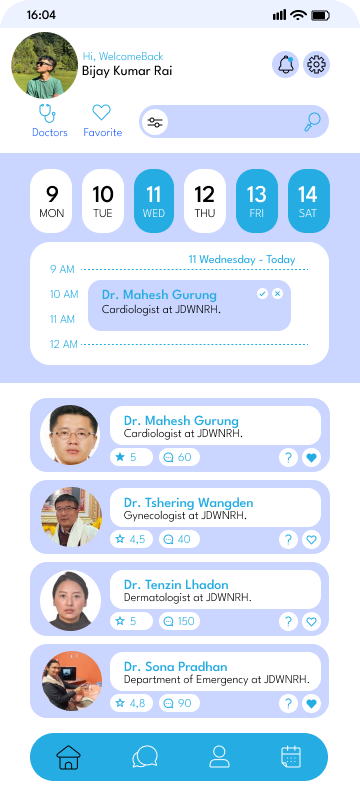 16:04
Hi, WelcomeBack
Bijay Kumar Rai
Doctors Favorite
9 10 11 12 13 14
MON TUE WED THU FRI SAT
11 Wednesday - Today
9 AM
10 AM Dr. Mahesh Gurung
Cardiologist at JDWNRH.
11 AM
12 AM
Dr. Mahesh Gurung
Cardiologist at JDWNRH.
5 60 ?
Dr. Tshering Wangden
Gynecologist at JDWNRH.
4,5 40 ?
Dr. Tenzin Lhadon
Dermatologist at JDWNRH.
5 150 ?
Dr. Sona Pradhan
Department of Emergency at JDWNRH.
4,8 90 ?